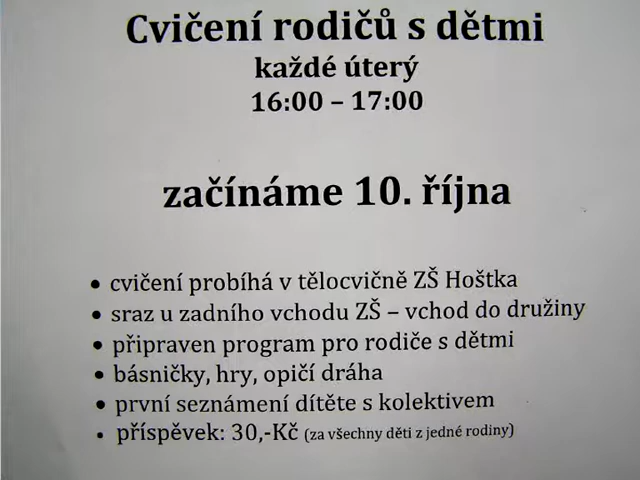 Cvičení rodičů s dětmi
každé úterý
16:00 – 17:00
začínáme 10. října
• cvičení probíhá v tělocvičně ZŠ Hoštka
• sraz u zadního vchodu ZŠ – vchod do družiny
• připraven program pro rodiče s dětmi
• básničky, hry, opičí dráha
• první seznámení dítěte s kolektivem
• příspěvek: 30,-Kč (za všechny děti z jedné rodiny)